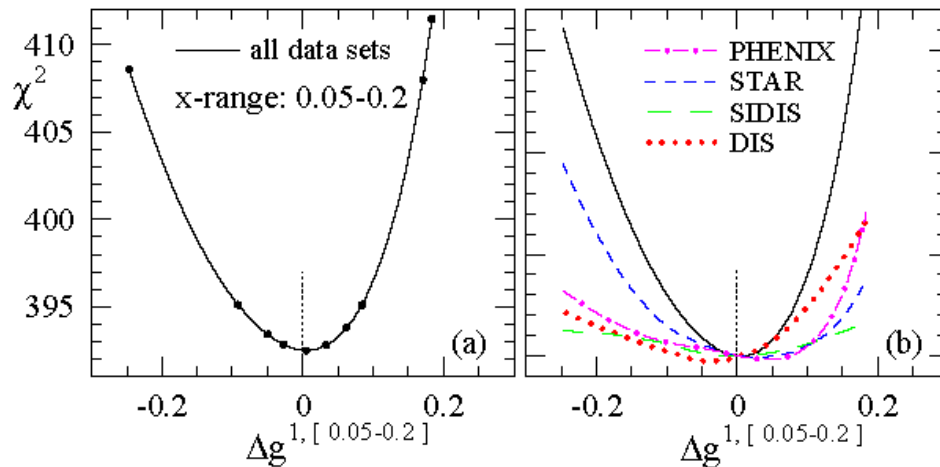 410
405
400
395
χ²
all data sets
x-range: 0.05-0.2
(a)
-0.2
0
0.2
Δg^1, [ 0.05-0.2 ]
PHENIX
STAR
SIDIS
DIS
(b)
-0.2
0
0.2
Δg^1, [ 0.05-0.2 ]